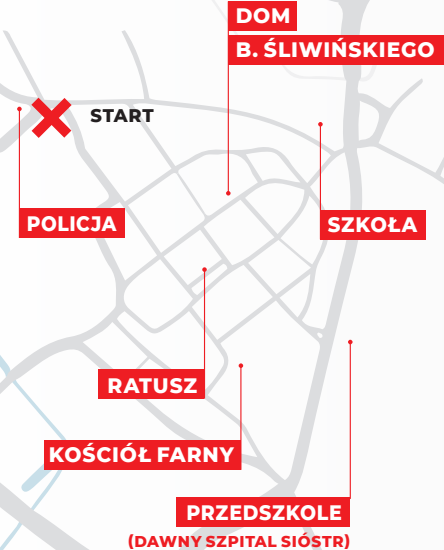 DOM
B. ŚLIWIŃSKIEGO
START
POLICJA
SZKOŁA
RATUSZ
KOŚCIÓŁ FARNY
PRZEDSZKOLE
(DAWNY SZPITAL SIÓSTR)